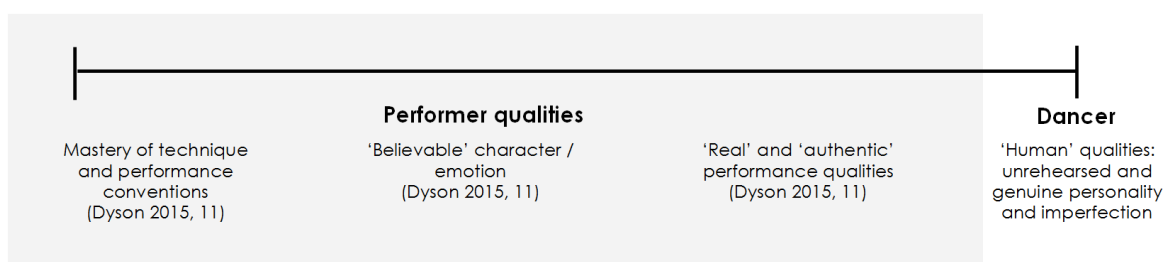 Performer qualities
Mastery of technique
and performance
conventions
(Dyson 2015, 11)
‘Believable’ character /
emotion
(Dyson 2015, 11)
‘Real’ and ‘authentic’
performance qualities
(Dyson 2015, 11)
Dancer
‘Human’ qualities:
unrehearsed and
genuine personality
and imperfection